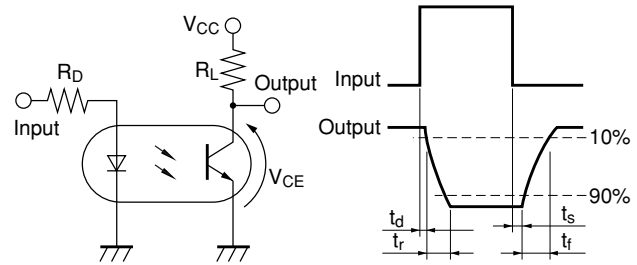 VCC
RD
RL
Output
Input
VCE
Input
Output
10%
90%
td
ts
tr
tf